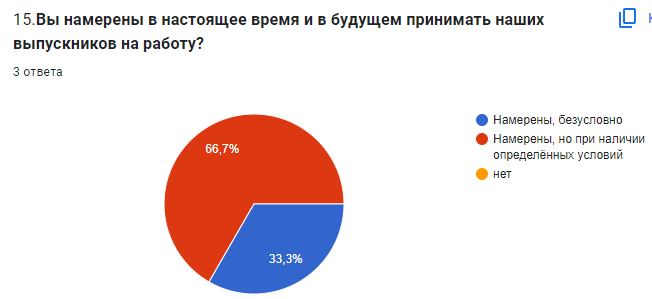 15.Вы намерены в настоящее время и в будущем принимать наших
выпускников на работу?
3 ответа
66,7%
33,3%
Намерены, безусловно
Намерены, но при наличии
определённых условий
нет